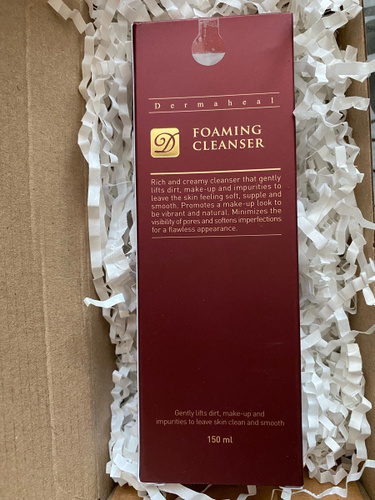 Dermaheal
D
FOAMING
CLEANSER
Rich and creamy cleanser that gently
lifts dirt, make-up and impurities to
leave the skin feeling soft, supple and
smooth. Promotes a make-up look to
be vibrant and natural. Minimizes the
visibility of pores and softens imperfections
for a flawless appearance.
Gently lifts dirt, make-up and
impurities to leave skin clean and smooth
150 ml